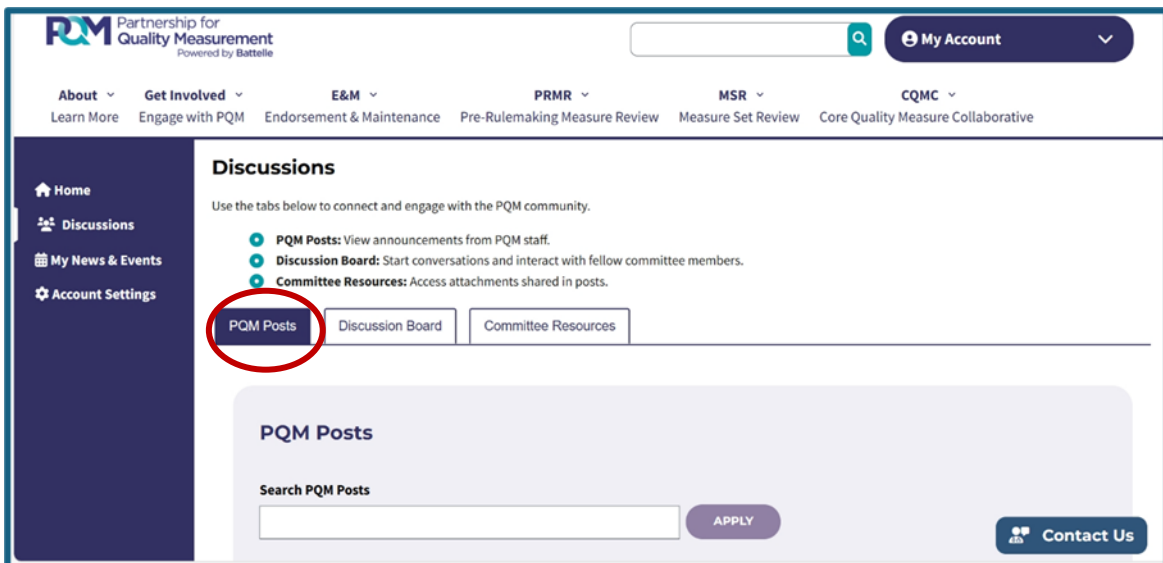 PQM Partnership for
Quality Measurement
Powered by Battelle
My Account
About Get Involved E&M PRMR MSR CQMC
Learn More Engage with PQM Endorsement & Maintenance Pre-Rulemaking Measure Review Measure Set Review Core Quality Measure Collaborative
Home
Discussions
My News & Events
Account Settings
Discussions
Use the tabs below to connect and engage with the PQM community.
PQM Posts: View announcements from PQM staff.
Discussion Board: Start conversations and interact with fellow committee members.
Committee Resources: Access attachments shared in posts.
PQM Posts Discussion Board Committee Resources
PQM Posts
Search PQM Posts
APPLY
Contact Us